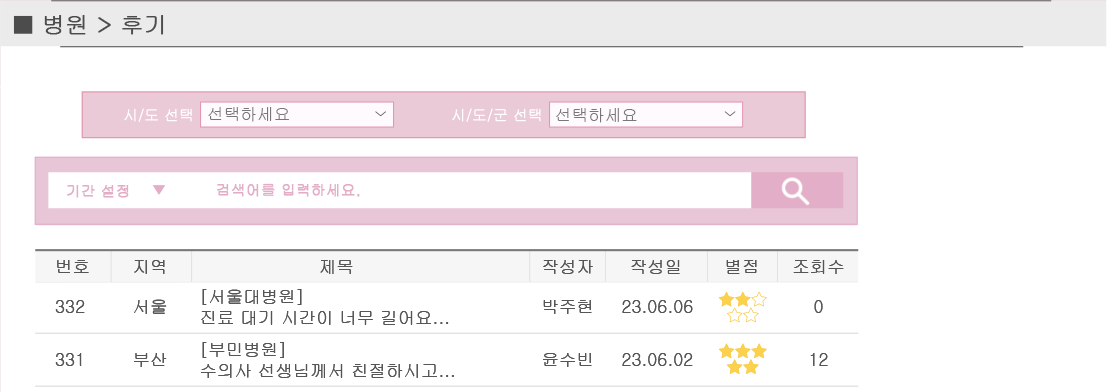 ■ 병원 > 후기
시/도 선택 선택하세요 시/도/군 선택 선택하세요
기간 설정 ▼ 검색어를 입력하세요.
번호 지역 제목 작성자 작성일 별점 조회수
332 서울 [서울대병원] 박주현 23.06.06 0
진료 대기 시간이 너무 길어요...
331 부산 [부민병원] 윤수빈 23.06.02 12
수의사 선생님께서 친절하시고...